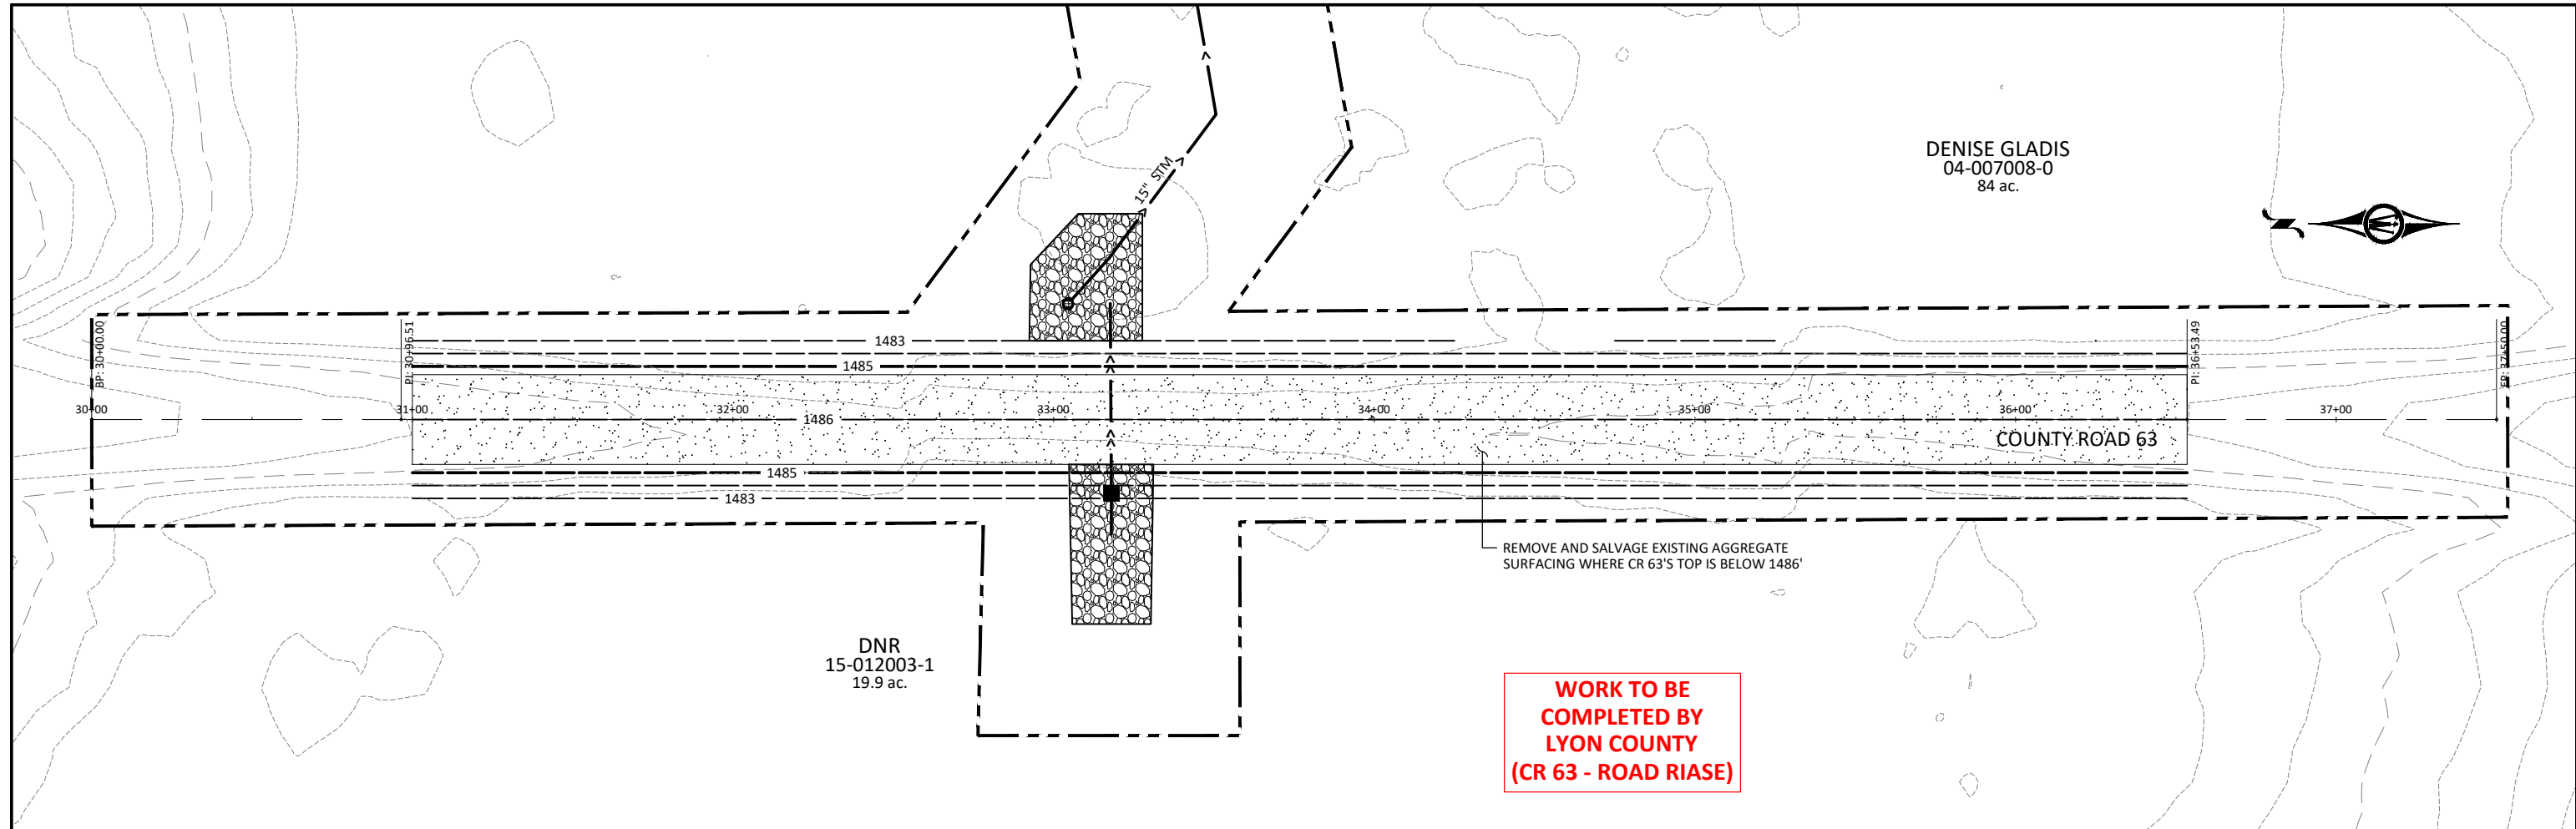 15" STM
DENISE GLADIS
04-007008-0
84 ac.
N
BP: 30+00.00
PI: 30+96.51
1483
1485
PI: 36+53.49
EP: 37+50.00
30+00
31+00
32+00
33+00
34+00
35+00
36+00
37+00
1486
COUNTY ROAD 63
1485
1483
REMOVE AND SALVAGE EXISTING AGGREGATE
SURFACING WHERE CR 63'S TOP IS BELOW 1486'
DNR
15-012003-1
19.9 ac.
WORK TO BE
COMPLETED BY
LYON COUNTY
(CR 63 - ROAD RIASE)